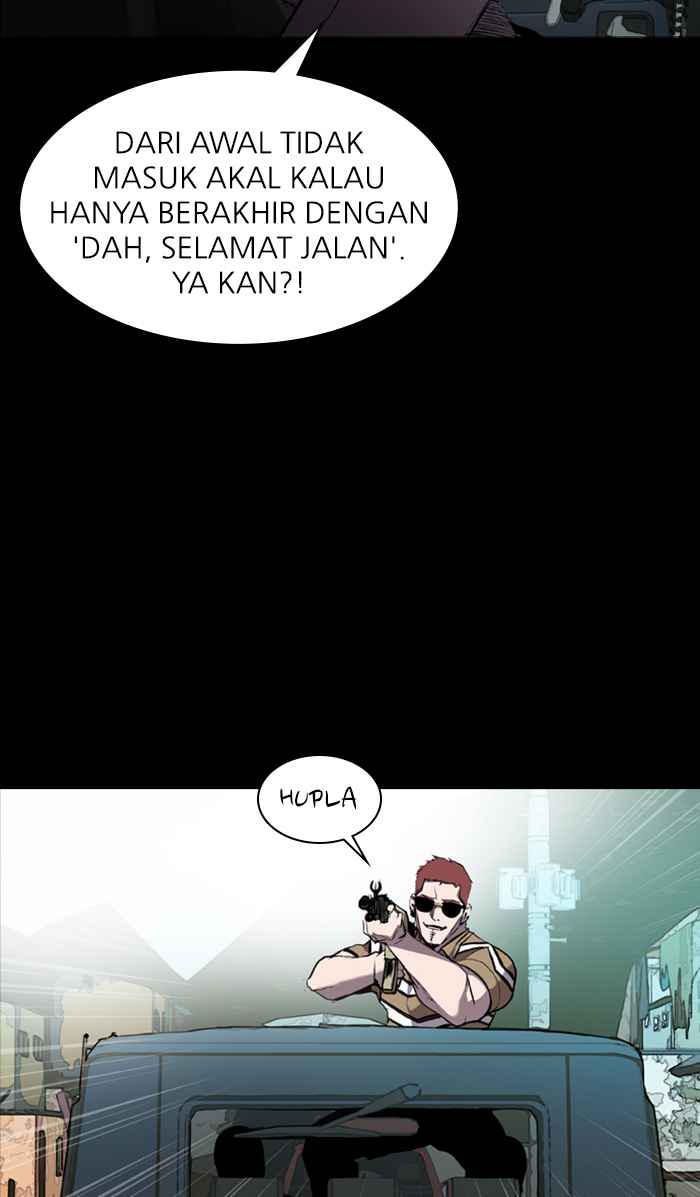 DARI AWAL TIDAK
MASUK AKAL KALAU
HANYA BERAKHIR DENGAN
'DAH, SELAMAT JALAN'.
YA KAN?!
HUPLA